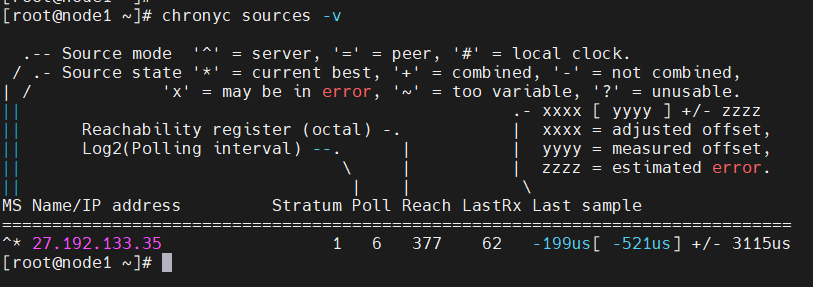 [root@node1 ~]# chronyc sources -v

  .-- Source mode  '^' = server, '=' = peer, '#' = local clock.
 / .- Source state '*' = current best, '+' = combined, '-' = not combined,
| /             'x' = may be in error, '~' = too variable, '?' = unusable.
||                                                 .- xxxx [ yyyy ] +/- zzzz
||      Reachability register (octal) -.           |  xxxx = adjusted offset,
||      Log2(Polling interval) --.      |          |  yyyy = measured offset,
||                                \     |          |  zzzz = estimated error.
||                                 |    |           \
MS Name/IP address         Stratum Poll Reach LastRx Last sample
===============================================================================
^* 27.192.133.35                 1   6   377    62   -199us[ -521us] +/- 3115us
[root@node1 ~]#